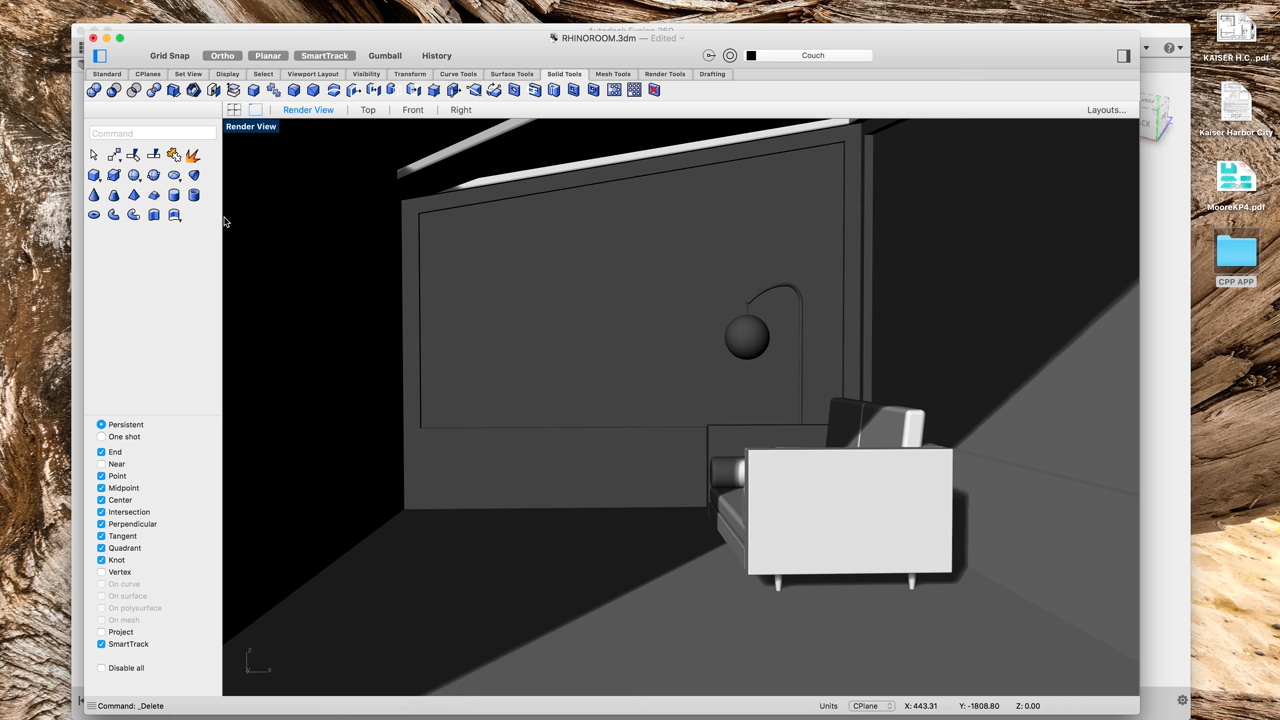 Autodesk Fusion 360
RHINOROOM.3dm — Edited
Grid Snap Ortho Planar SmartTrack Gumball History Couch
Standard CPlanes Set View Display Select Viewport Layout Visibility Transform Curve Tools Surface Tools Solid Tools Mesh Tools Render Tools Drafting
Render View Top Front Right Layouts...
Render View
Command
Persistent
One shot
End
Near
Point
Midpoint
Center
Intersection
Perpendicular
Tangent
Quadrant
Knot
Vertex
On curve
On surface
On polysurface
On mesh
Project
SmartTrack
Disable all
z
x
Command: _Delete Units CPlane X: 443.31 Y: -1808.80 Z: 0.00
Z
KAISER H.C..pdf
Kaiser Harbor City
MooreKP4.pdf
CPP APP